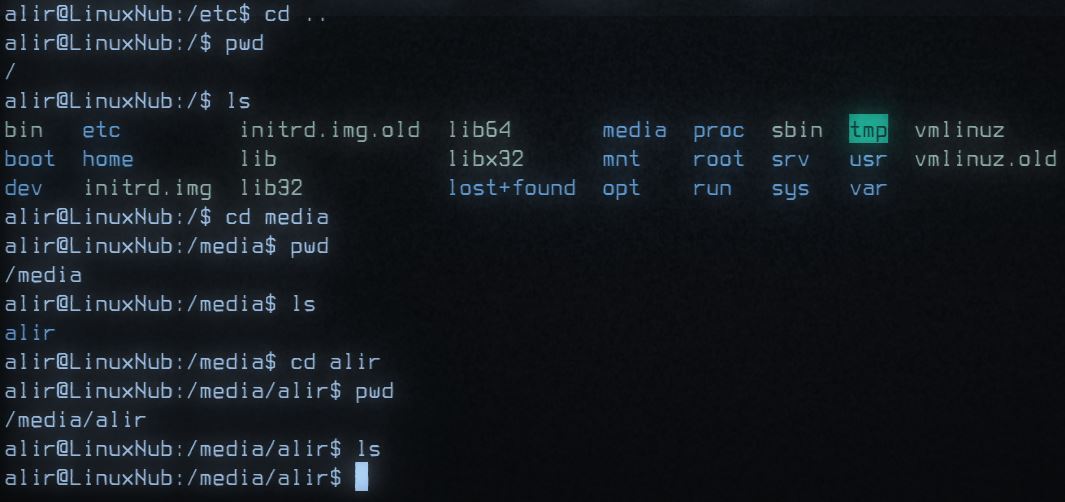 alir@LinuxNub:/etc$ cd ..
alir@LinuxNub:/$ pwd
/
alir@LinuxNub:/$ ls
bin etc initrd.img.old lib64 media proc sbin tmp vmlinuz
boot home lib libx32 mnt root srv usr vmlinuz.old
dev initrd.img lib32 lost+found opt run sys var
alir@LinuxNub:/$ cd media
alir@LinuxNub:/media$ pwd
/media
alir@LinuxNub:/media$ ls
alir
alir@LinuxNub:/media$ cd alir
alir@LinuxNub:/media/alir$ pwd
/media/alir
alir@LinuxNub:/media/alir$ ls
alir@LinuxNub:/media/alir$